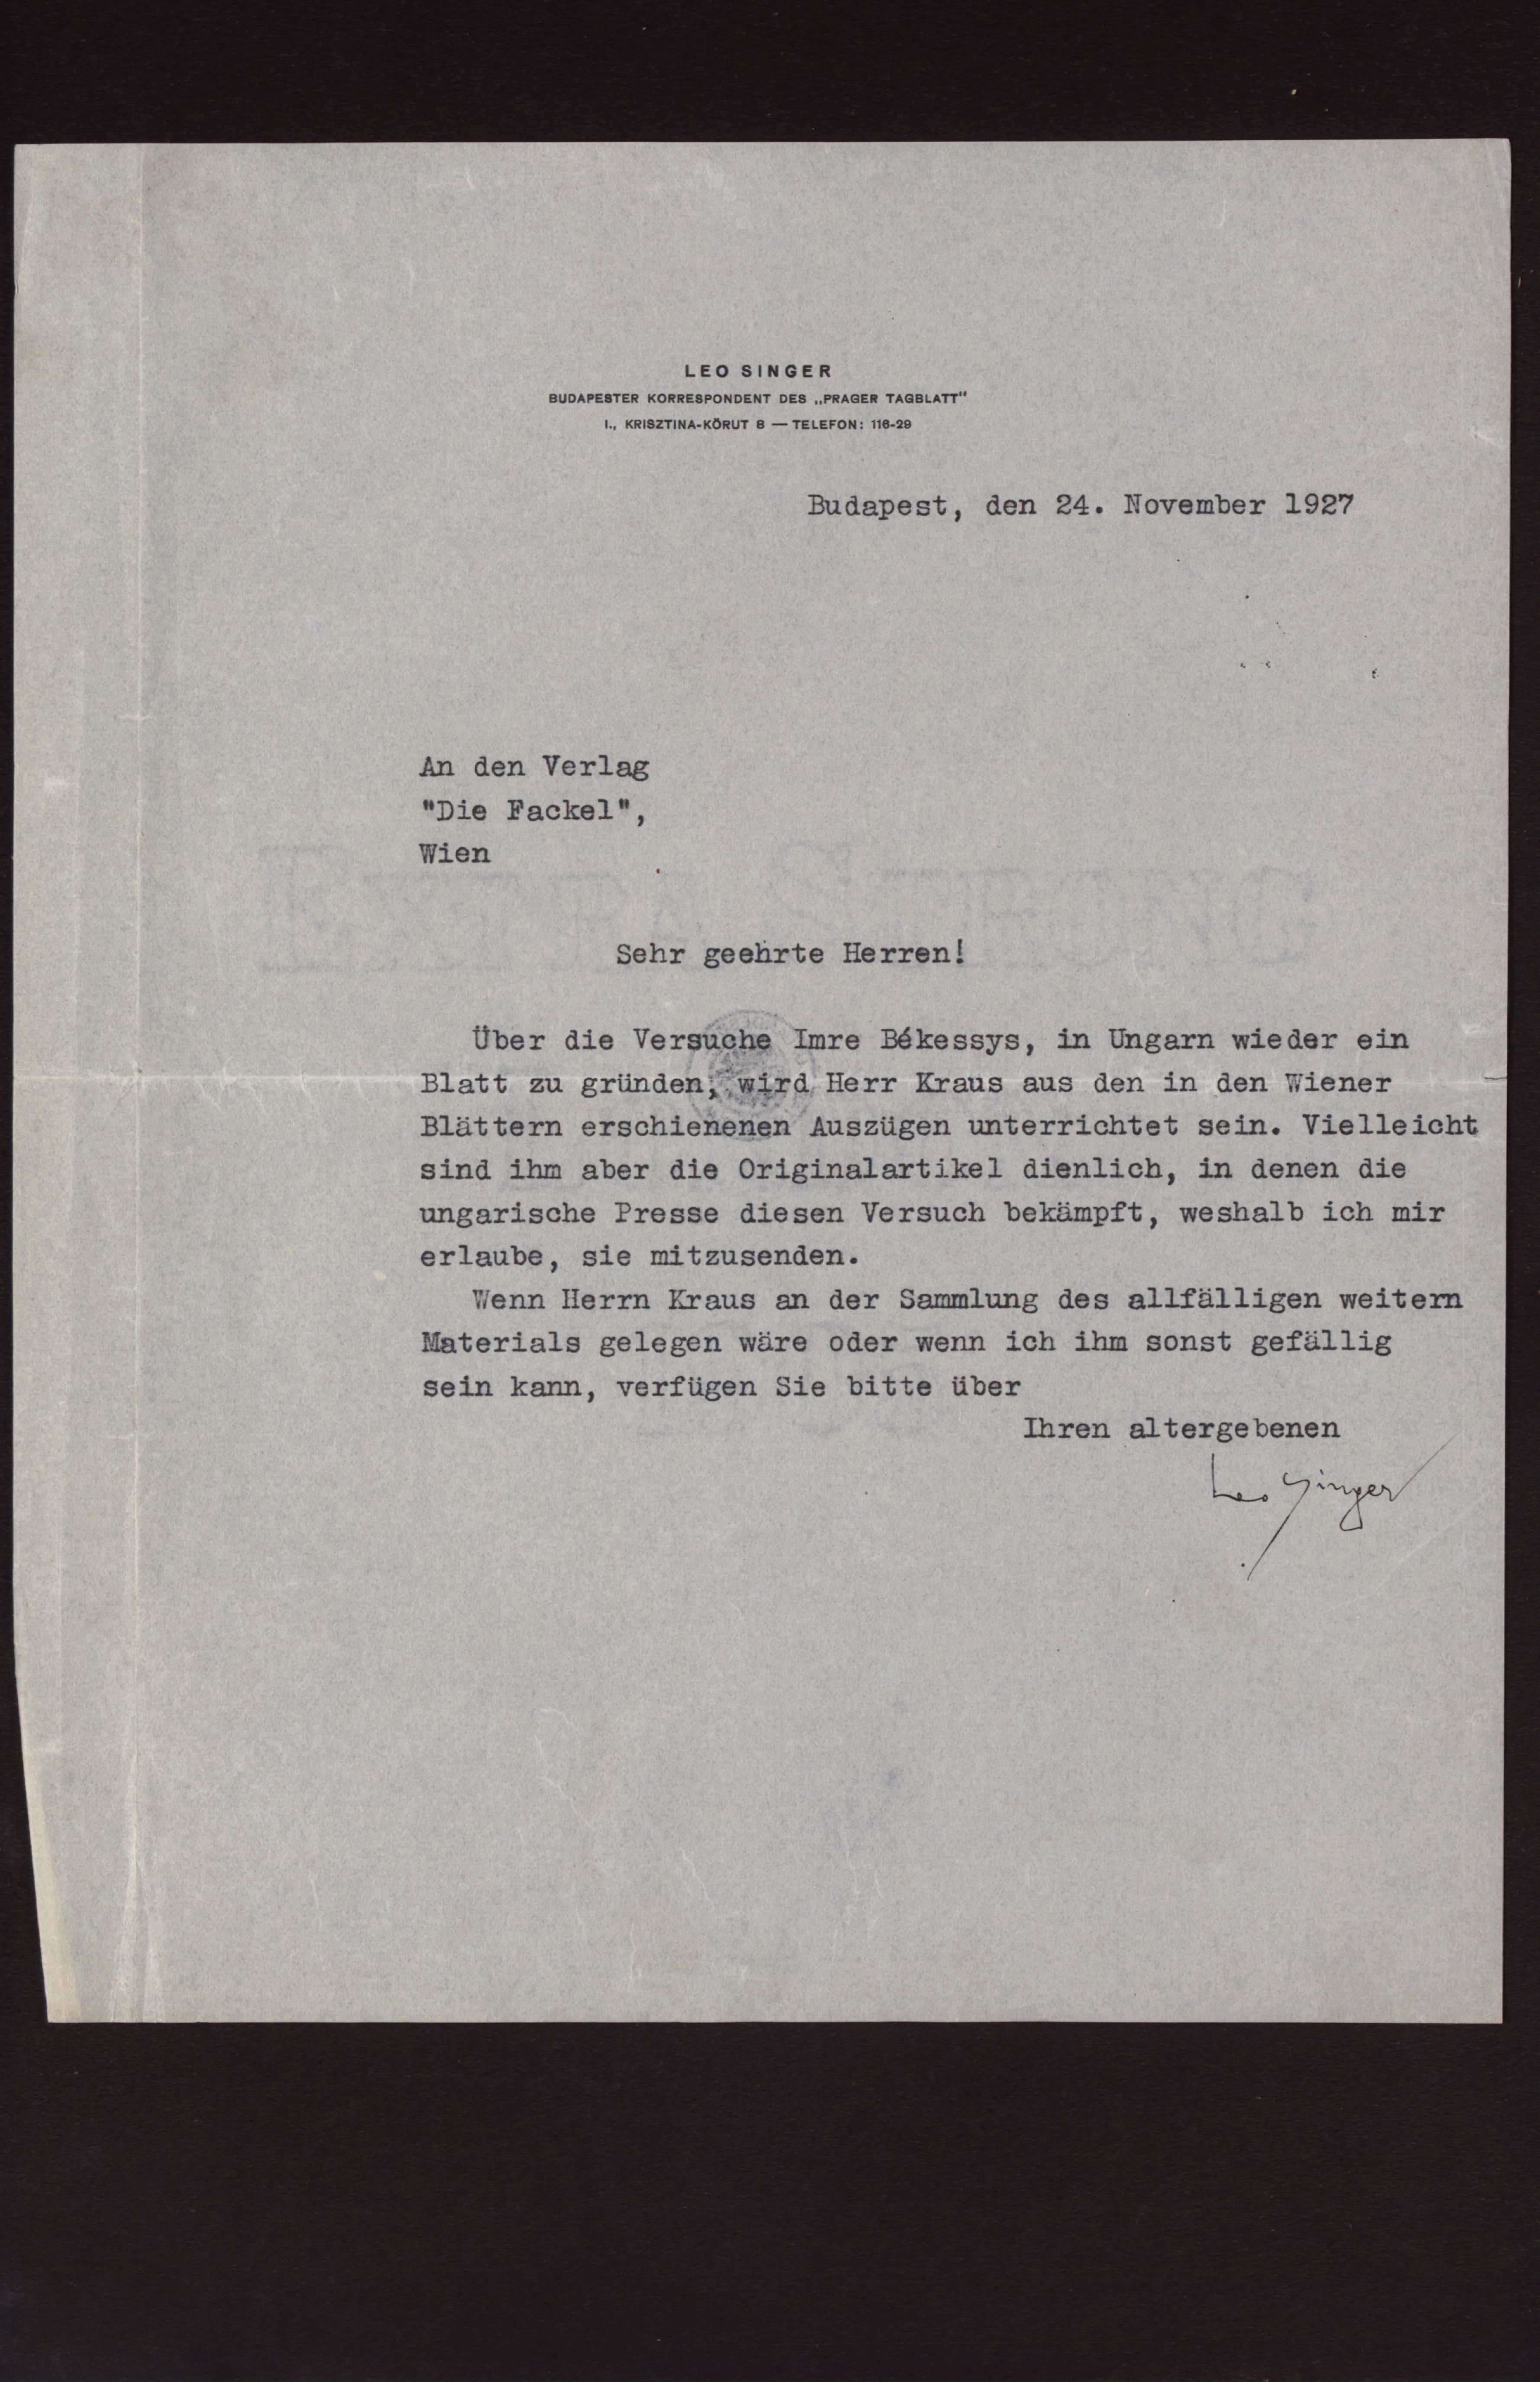 LEO SINGER
BUDAPESTER KORRESPONDENT DES „PRAGER TAGBLATT"
I., KRISZTINA-KÖRUT 8 — TELEFON: 116-29
Budapest, den 24. November 1927
An den Verlag
"Die Fackel",
Wien
Sehr geehrte Herren!
Über die Versuche Imre Békessys, in Ungarn wieder ein
Blatt zu gründen, wird Herr Kraus aus den in den Wiener
Blättern erschienenen Auszügen unterrichtet sein. Vielleicht
sind ihm aber die Originalartikel dienlich, in denen die
ungarische Presse diesen Versuch bekämpft, weshalb ich mir
erlaube, sie mitzusenden.
Wenn Herrn Kraus an der Sammlung des allfälligen weitern
Materials gelegen wäre oder wenn ich ihm sonst gefällig
sein kann, verfügen Sie bitte über
Ihren altergebenen
Leo Singer